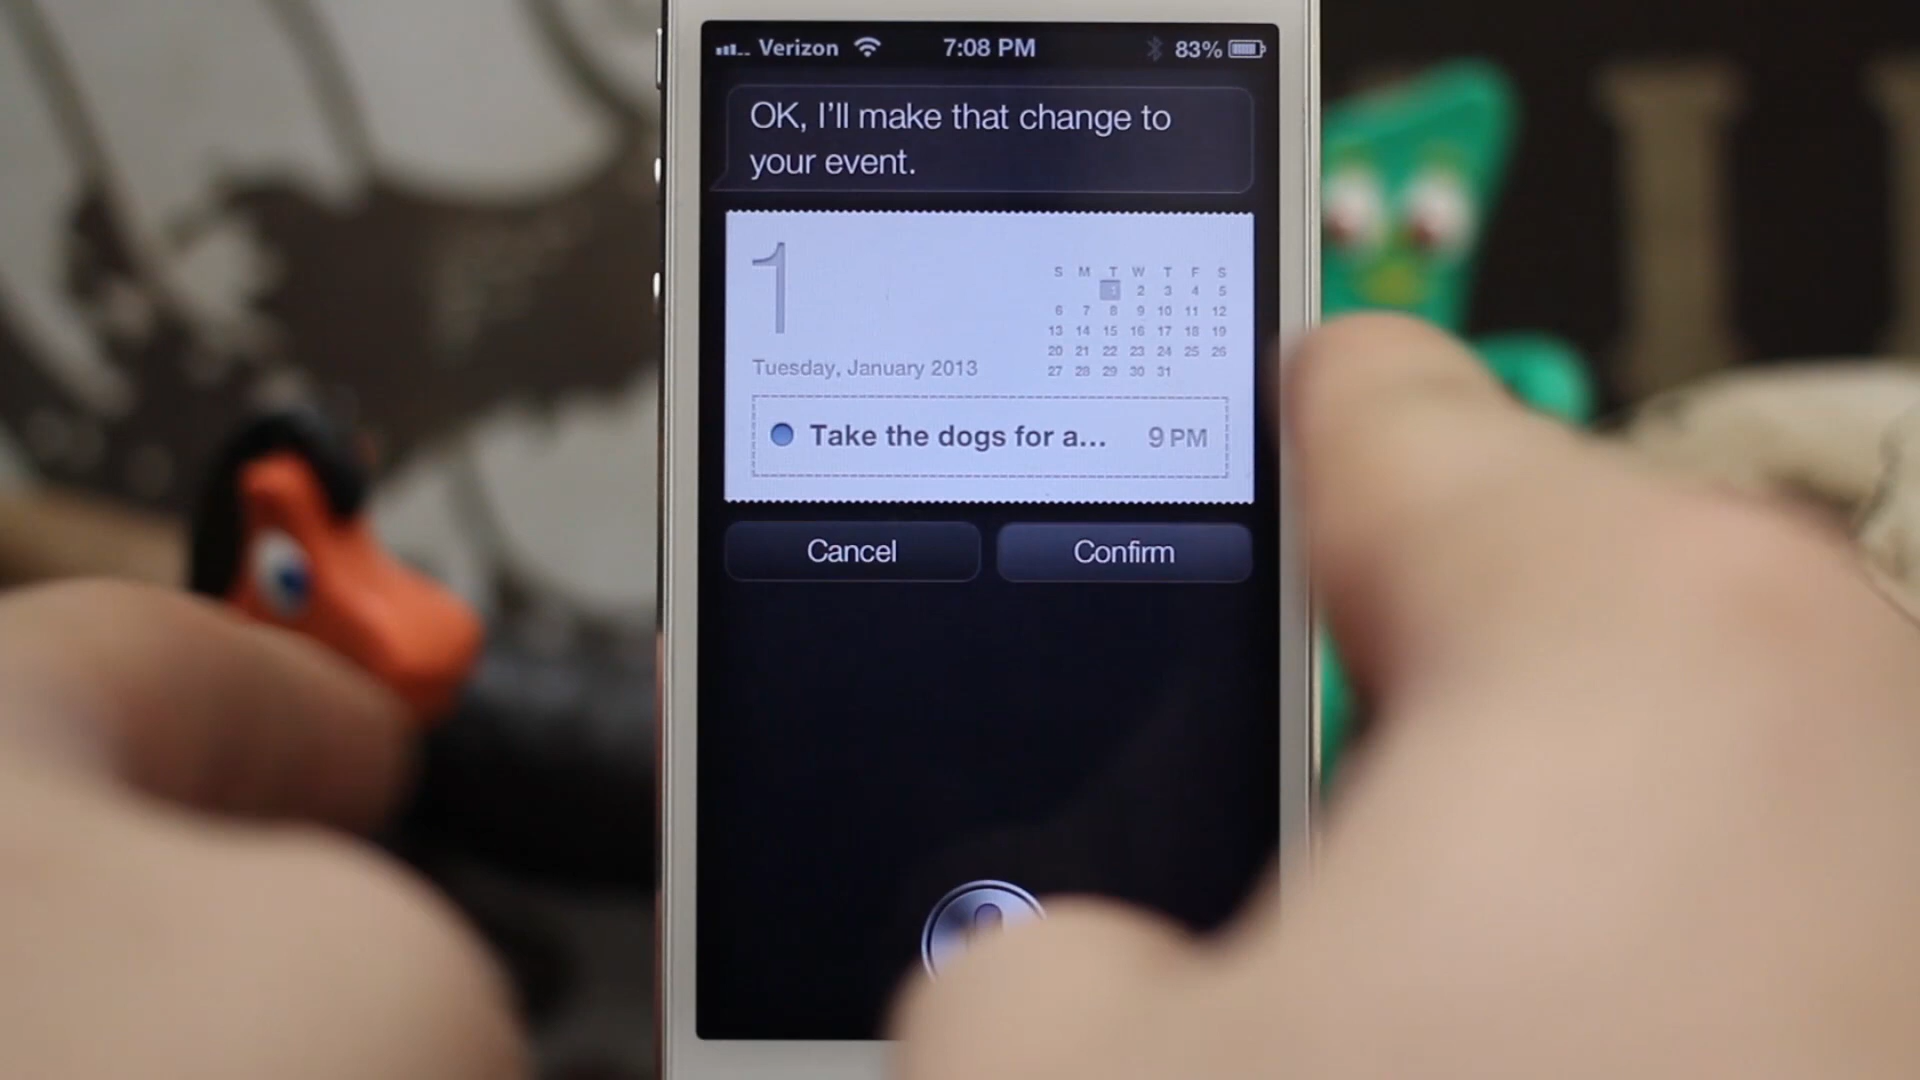 Verizon 7:08 PM 83%
OK, I'll make that change to
your event.
1
S M T W T F S
1 2 3 4 5
6 7 8 9 10 11 12
13 14 15 16 17 18 19
20 21 22 23 24 25 26
27 28 29 30 31
Tuesday, January 2013
Take the dogs for a... 9 PM
Cancel Confirm